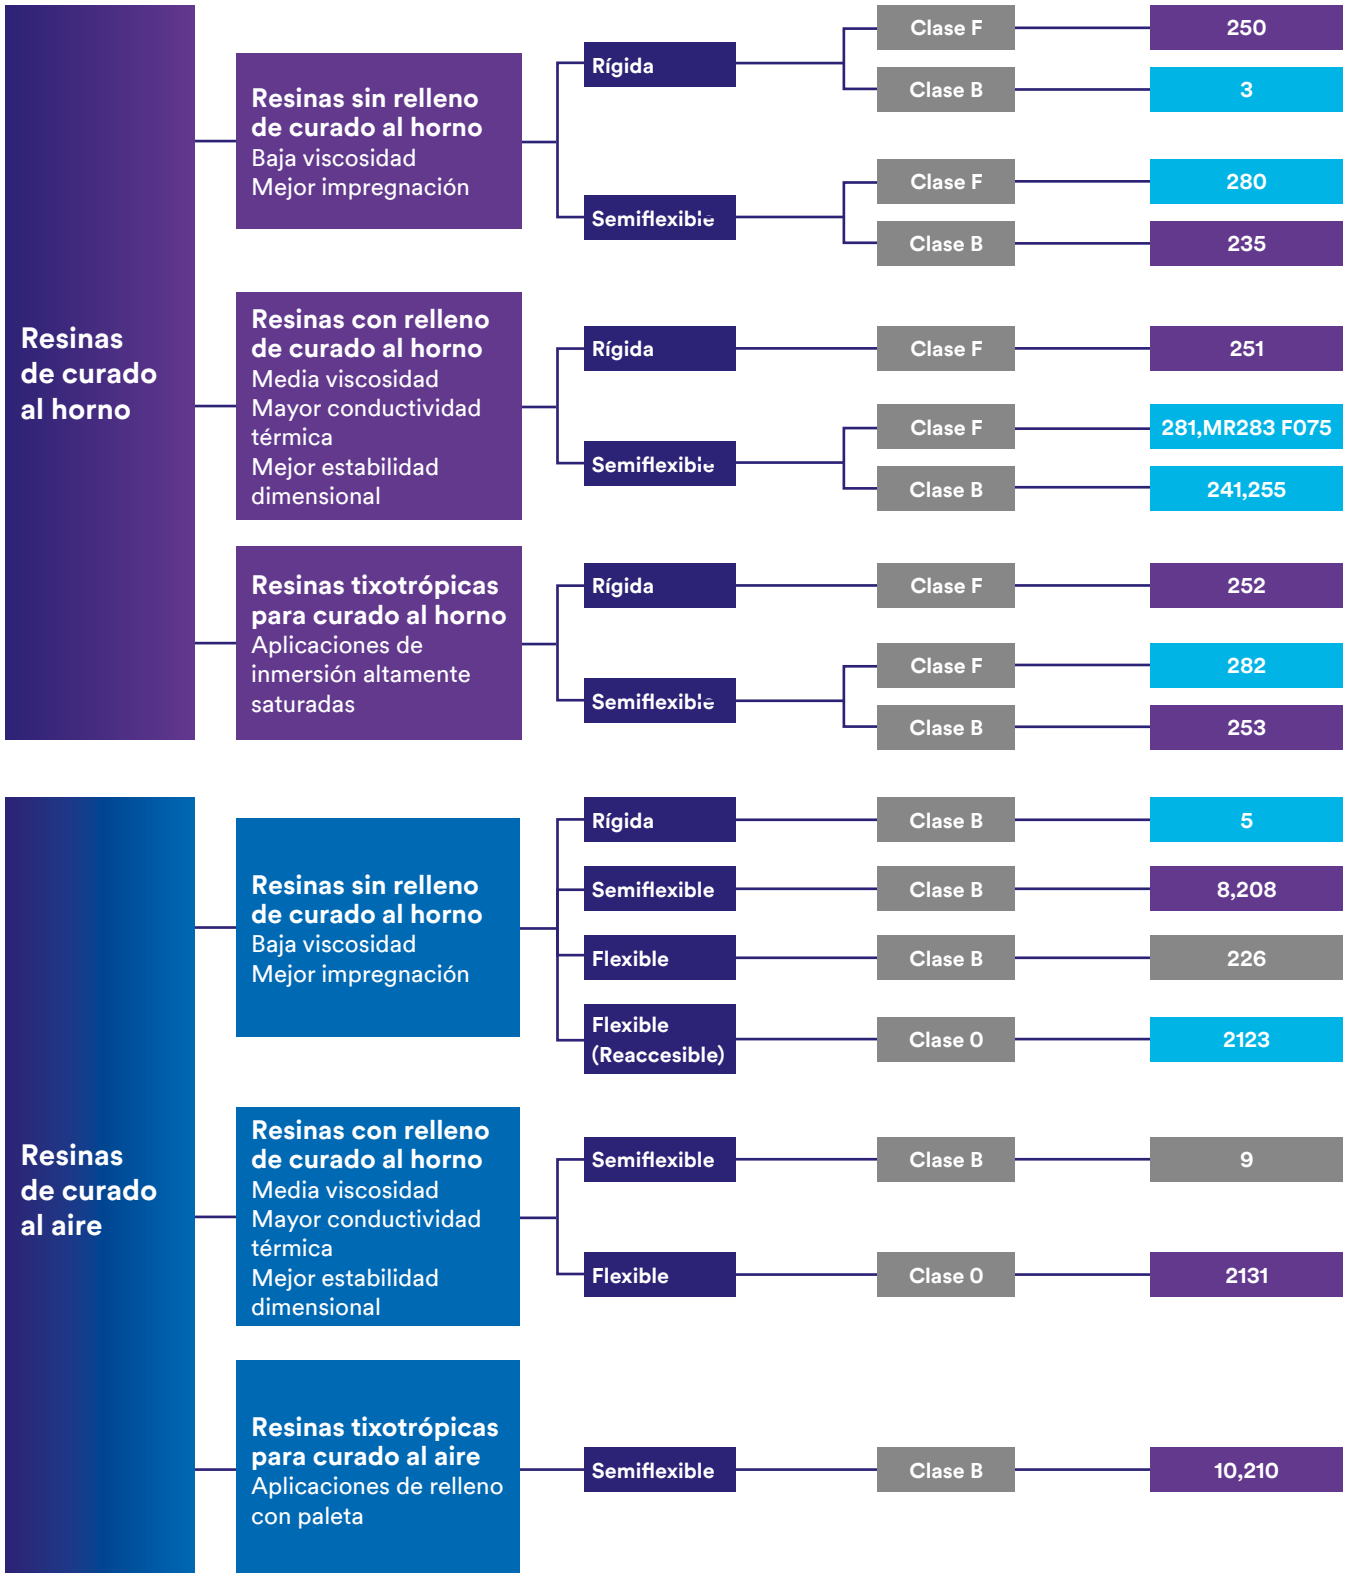 Resinas
de curado
al horno
Resinas sin relleno
de curado al horno
Baja viscosidad
Mejor impregnación
Rígida
Clase F
250
Clase B
3
Semiflexible
Clase F
280
Clase B
235
Resinas con relleno
de curado al horno
Media viscosidad
Mayor conductividad
térmica
Mejor estabilidad
dimensional
Rígida
Clase F
251
Semiflexible
Clase F
281,MR283 F075
Clase B
241,255
Resinas tixotrópicas
para curado al horno
Aplicaciones de
inmersión altamente
saturadas
Rígida
Clase F
252
Semiflexible
Clase F
282
Clase B
253
Resinas
de curado
al aire
Resinas sin relleno
de curado al horno
Baja viscosidad
Mejor impregnación
Rígida
Clase B
5
Semiflexible
Clase B
8,208
Flexible
Clase B
226
Flexible
(Reaccesible)
Clase 0
2123
Resinas con relleno
de curado al horno
Media viscosidad
Mayor conductividad
térmica
Mejor estabilidad
dimensional
Semiflexible
Clase B
9
Flexible
Clase 0
2131
Resinas tixotrópicas
para curado al aire
Aplicaciones de relleno
con paleta
Semiflexible
Clase B
10,210